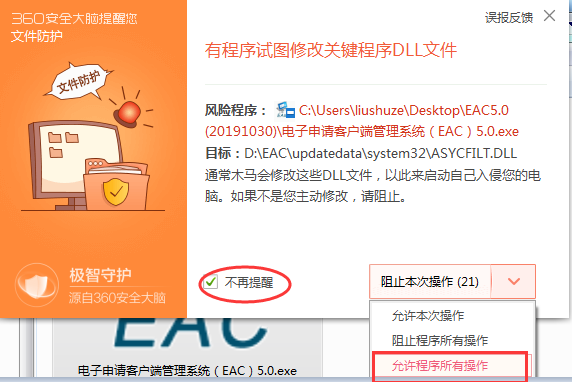 360安全大脑提醒您
文件防护
误报反馈
有程序试图修改关键程序DLL文件
文件防护
风险程序： C:\Users\liushuze\Desktop\EAC5.0
(20191030)\电子申请客户端管理系统（EAC）5.0.exe
目标：D:\EAC\updatedata\system32\ASYCFILT.DLL
通常木马会修改这些DLL文件，以此来启动自己入侵您的电
脑。如果不是您主动修改，请阻止。
极智守护
源自360安全大脑
不再提醒
阻止本次操作 (21)
允许本次操作
阻止程序所有操作
允许程序所有操作
EAC
电子申请客户端管理系统（EAC）5.0.exe